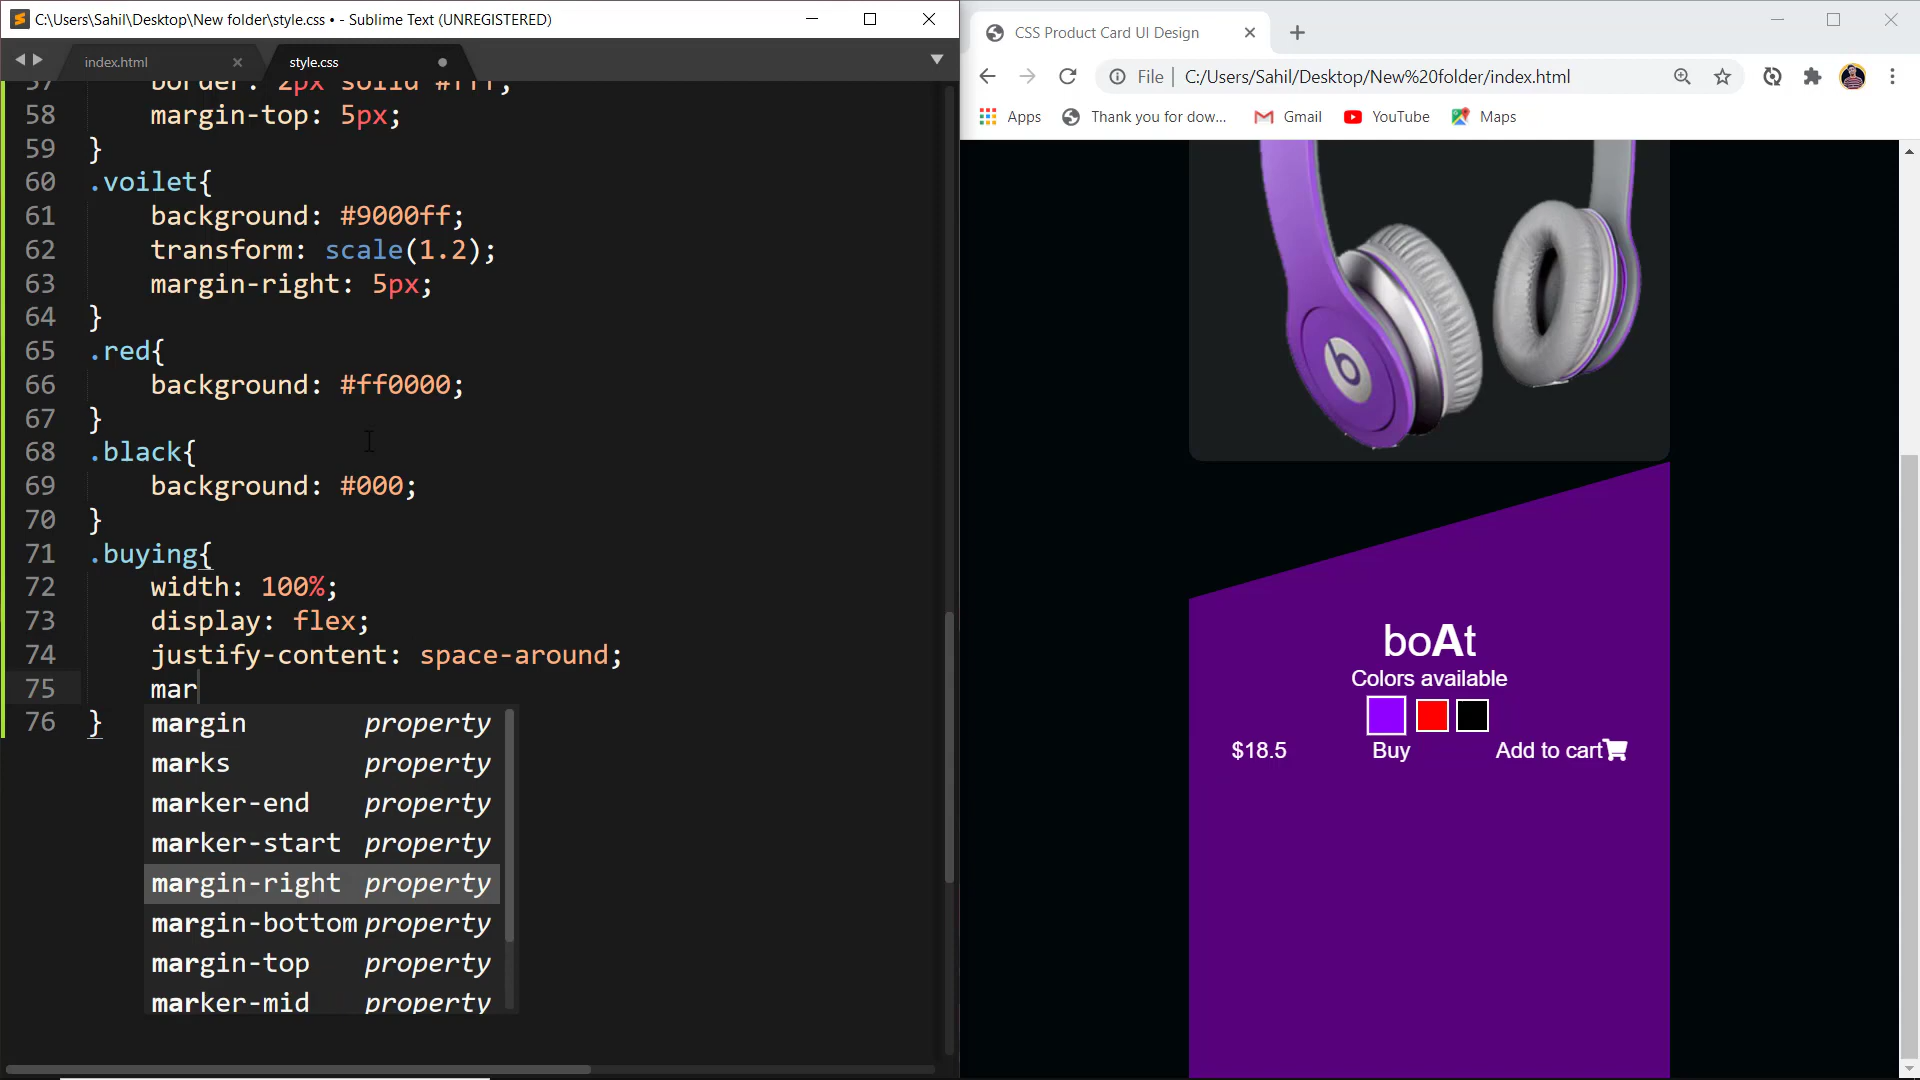 C:\Users\Sahil\Desktop\New folder\style.css • - Sublime Text (UNREGISTERED)
index.html
style.css
57 border: 2px solid #fff;
58 margin-top: 5px;
59 }
60 .voilet{
61 background: #9000ff;
62 transform: scale(1.2);
63 margin-right: 5px;
64 }
65 .red{
66 background: #ff0000;
67 }
68 .black{
69 background: #000;
70 }
71 .buying{
72 width: 100%;
73 display: flex;
74 justify-content: space-around;
75 mar
76 }
margin property
marks property
marker-end property
marker-start property
margin-right property
margin-bottom property
margin-top property
marker-mid property
CSS Product Card UI Design
File | C:/Users/Sahil/Desktop/New%20folder/index.html
Apps Thank you for dow... Gmail YouTube Maps
b
boAt
Colors available
$18.5 Buy Add to cart